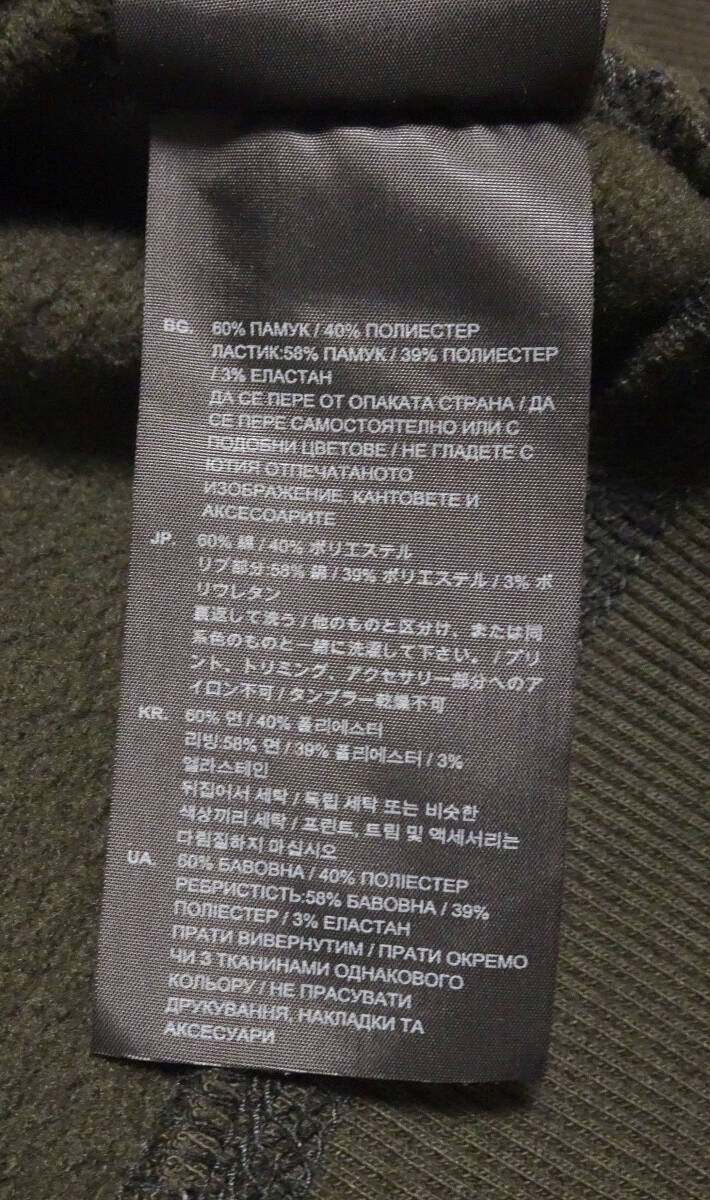 BG. 60% ПАМУК / 40% ПОЛИЕСТЕР
ЛАСТИК:58% ПАМУК / 39% ПОЛИЕСТЕР
/ 3% ЕЛАСТАН
ДА СЕ ПЕРЕ ОТ ОПАКАТА СТРАНА / ДА
СЕ ПЕРЕ САМОСТОЯТЕЛНО ИЛИ С
ПОДОБНИ ЦВЕТОВЕ / НЕ ГЛАДЕТЕ С
ЮТИЯ ОТПЕЧАТАНОТО
ИЗОБРАЖЕНИЕ, КАНТОВЕТЕ И
АКСЕСОАРИТЕ
JP. 60% 綿 / 40% ポリエステル
リブ部分:58% 綿 / 39% ポリエステル / 3% ポ
リウレタン
裏返して洗う / 他のものと区分け、または同
系色のものと一緒に洗濯して下さい。 / プリ
ント、トリミング、アクセサリー部分へのア
イロン不可 / タンブラー乾燥不可
KR. 60% 면 / 40% 폴리에스터
리빙:58% 면 / 39% 폴리에스터 / 3%
엘라스테인
뒤집어서 세탁 / 독립 세탁 또는 비슷한
색상끼리 세탁 / 프린트, 트림 및 액세서리는
다림질하지 마십시오
UA. 60% БАВОВНА / 40% ПОЛІЕСТЕР
РЕБРИСТІСТЬ:58% БАВОВНА / 39%
ПОЛІЕСТЕР / 3% ЕЛАСТАН
ПРАТИ ВИВЕРНУТИМ / ПРАТИ ОКРЕМО
ЧИ З ТКАНИНАМИ ОДНАКОВОГО
КОЛЬОРУ / НЕ ПРАСУВАТИ
ДРУКУВАННЯ, НАКЛАДКИ ТА
АКСЕСУАРИ